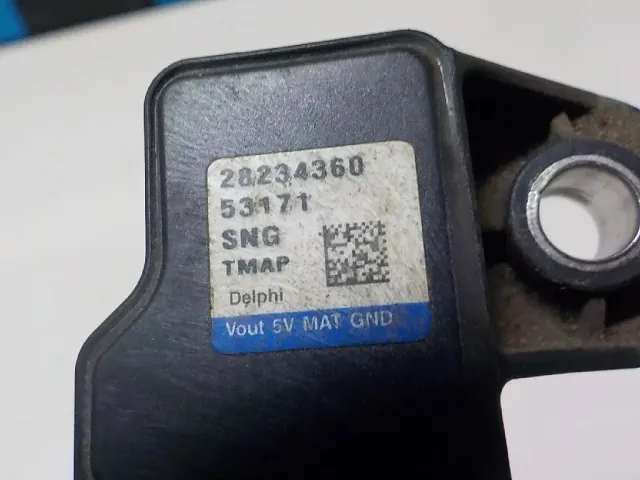 28234360
53171
SNG
TMAP
Delphi
Vout 5V MAT GND